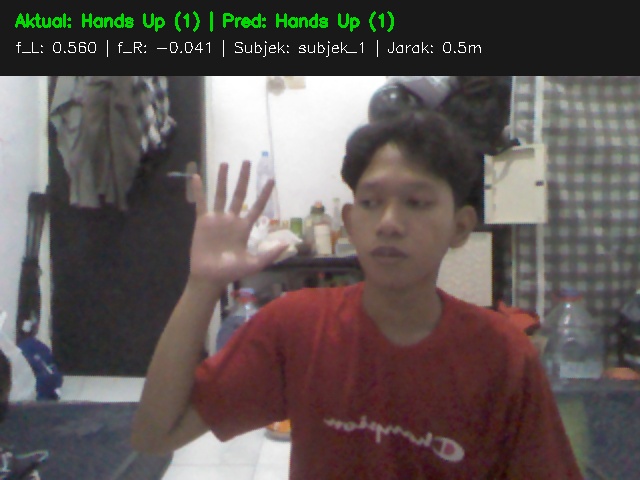 Aktual: Hands Up (1) | Pred: Hands Up (1)
f_L: 0.560 | f_R: −0.041 | Subjek: subjek_1 | Jarak: 0.5m
Champion